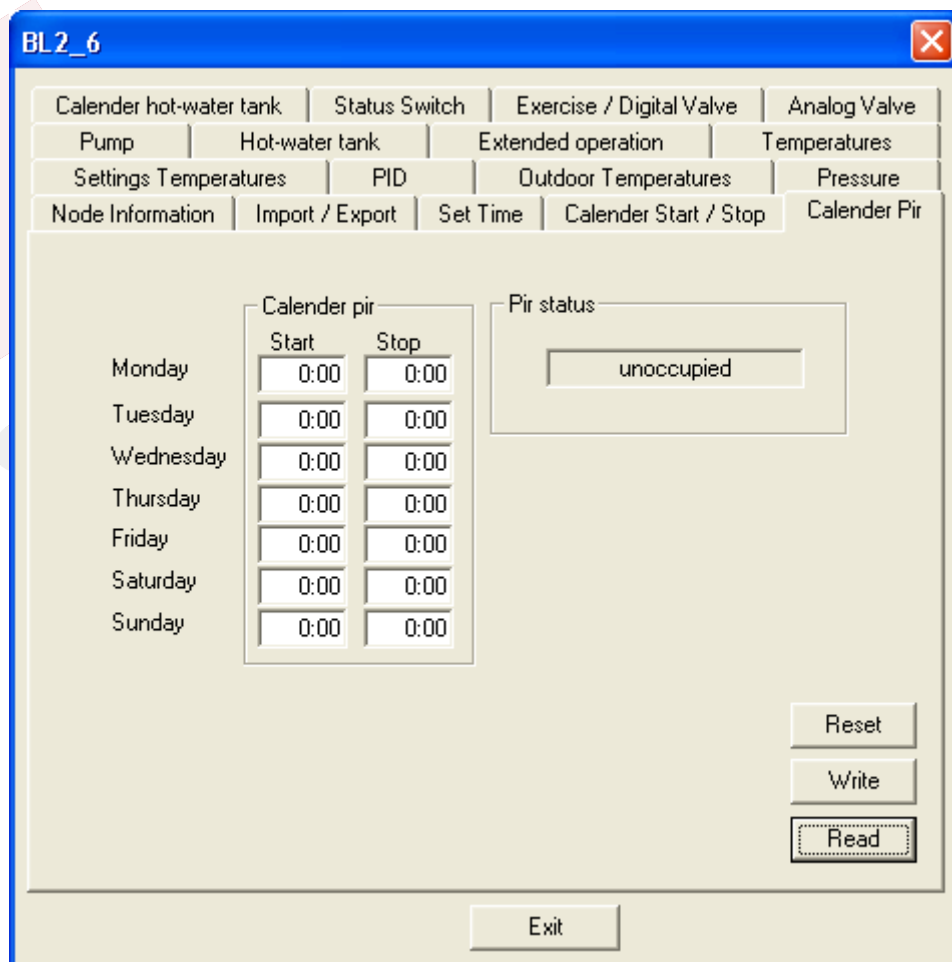 BL2_6
Calender hot-water tank Status Switch Exercise / Digital Valve Analog Valve
Pump Hot-water tank Extended operation Temperatures
Settings Temperatures PID Outdoor Temperatures Pressure
Node Information Import / Export Set Time Calender Start / Stop Calender Pir
Calender pir Pir status
Start Stop
Monday 0:00 0:00 unoccupied
Tuesday 0:00 0:00
Wednesday 0:00 0:00
Thursday 0:00 0:00
Friday 0:00 0:00
Saturday 0:00 0:00
Sunday 0:00 0:00
Reset
Write
Read
Exit